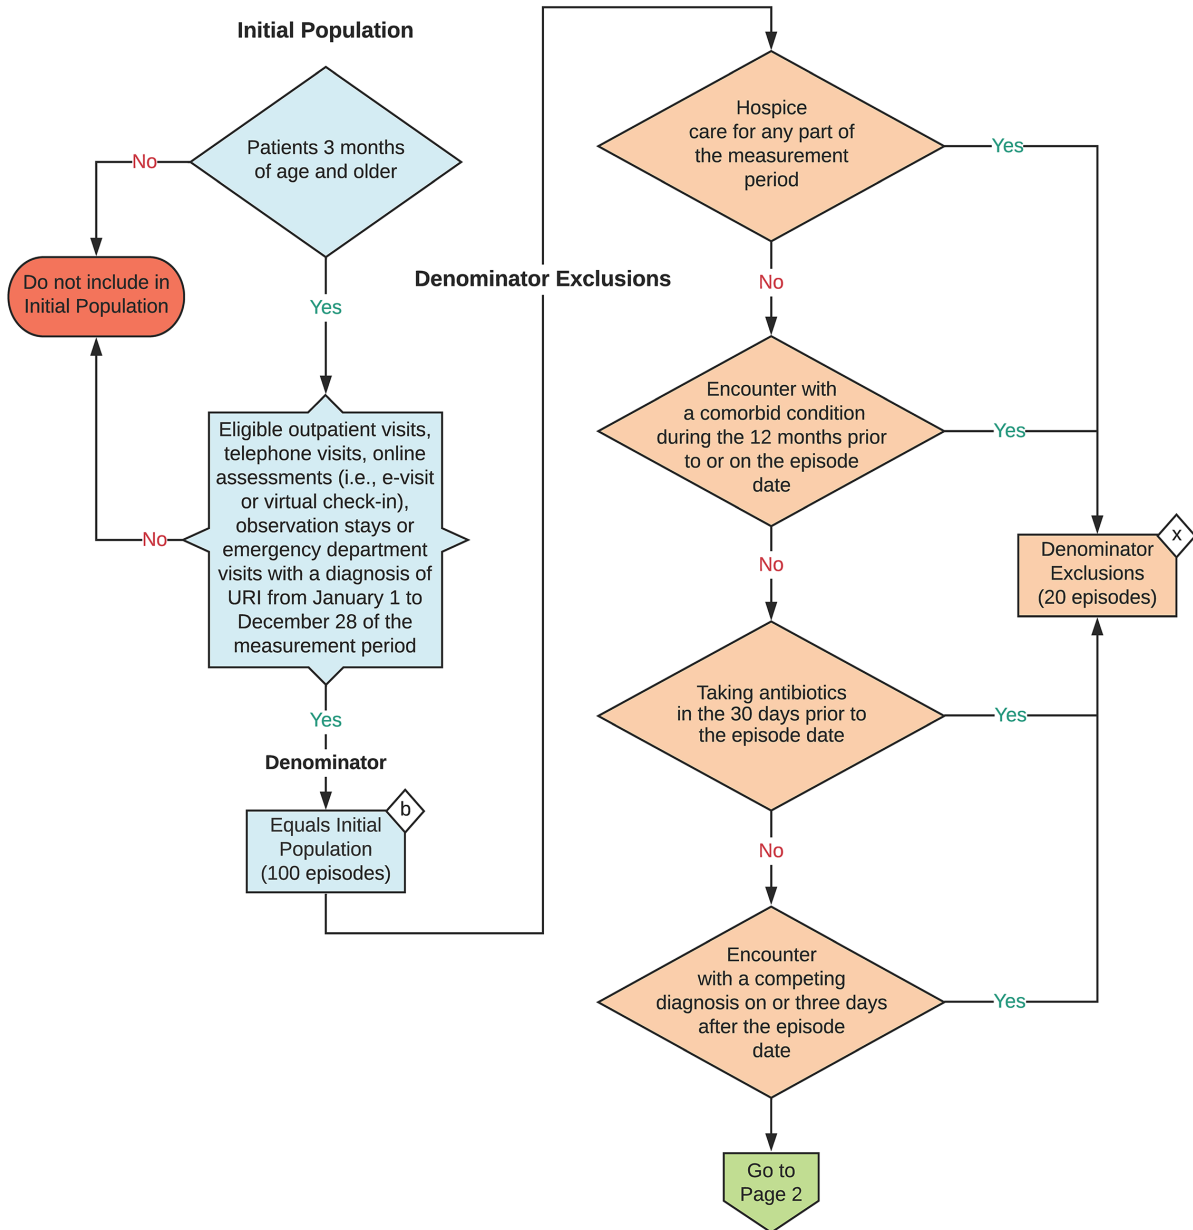 Initial Population
Patients 3 months
of age and older
No
Do not include in
Initial Population
Yes
Eligible outpatient visits,
telephone visits, online
assessments (i.e., e-visit
or virtual check-in),
observation stays or
emergency department
visits with a diagnosis of
URI from January 1 to
December 28 of the
measurement period
No
Yes
Denominator
b
Equals Initial
Population
(100 episodes)
Denominator Exclusions
Hospice
care for any part of
the measurement
period
Yes
No
Encounter with
a comorbid condition
during the 12 months prior
to or on the episode
date
Yes
No
x
Denominator
Exclusions
(20 episodes)
Taking antibiotics
in the 30 days prior to
the episode date
Yes
No
Encounter
with a competing
diagnosis on or three days
after the episode
date
Yes
Go to
Page 2